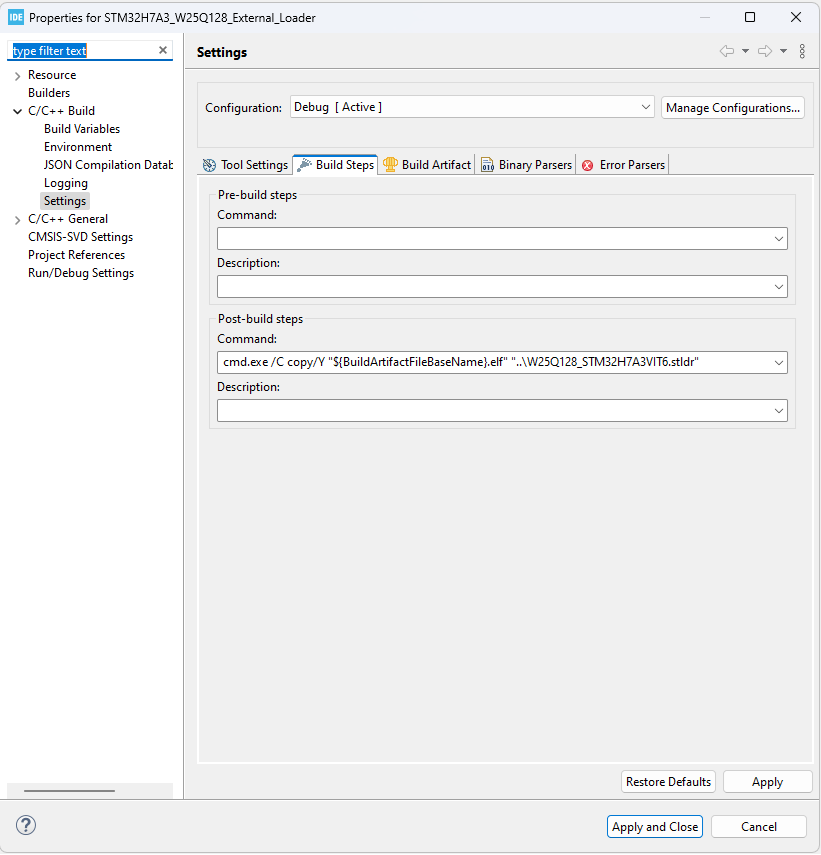 IDE Properties for STM32H7A3_W25Q128_External_Loader
type filter text
Resource
Builders
C/C++ Build
Build Variables
Environment
JSON Compilation Datab
Logging
Settings
C/C++ General
CMSIS-SVD Settings
Project References
Run/Debug Settings
Settings
Configuration: Debug [ Active ] Manage Configurations...
Tool Settings Build Steps Build Artifact Binary Parsers Error Parsers
Pre-build steps
Command:
Description:
Post-build steps
Command:
cmd.exe /C copy/Y "${BuildArtifactFileBaseName}.elf" "..\W25Q128_STM32H7A3VIT6.stldr"
Description:
Restore Defaults Apply
Apply and Close Cancel